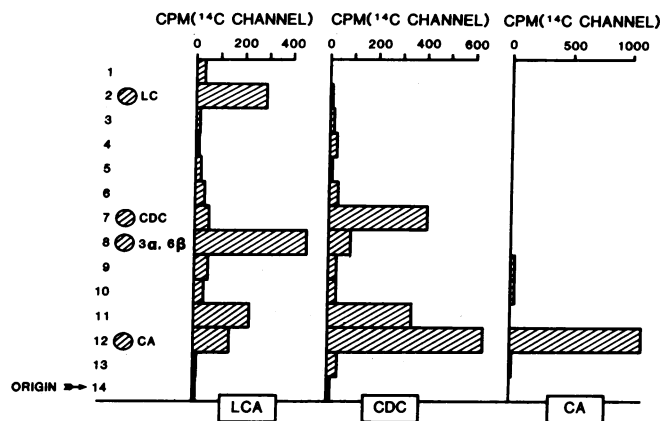 CPM(¹⁴C CHANNEL) CPM(¹⁴C CHANNEL) CPM(¹⁴C CHANNEL)
0 200 400 0 200 400 600 0 500 1000
1
2 LC
3
4
5
6
7 CDC
8 3α, 6β
9
10
11
12 CA
13
ORIGIN 14
LCA CDC CA